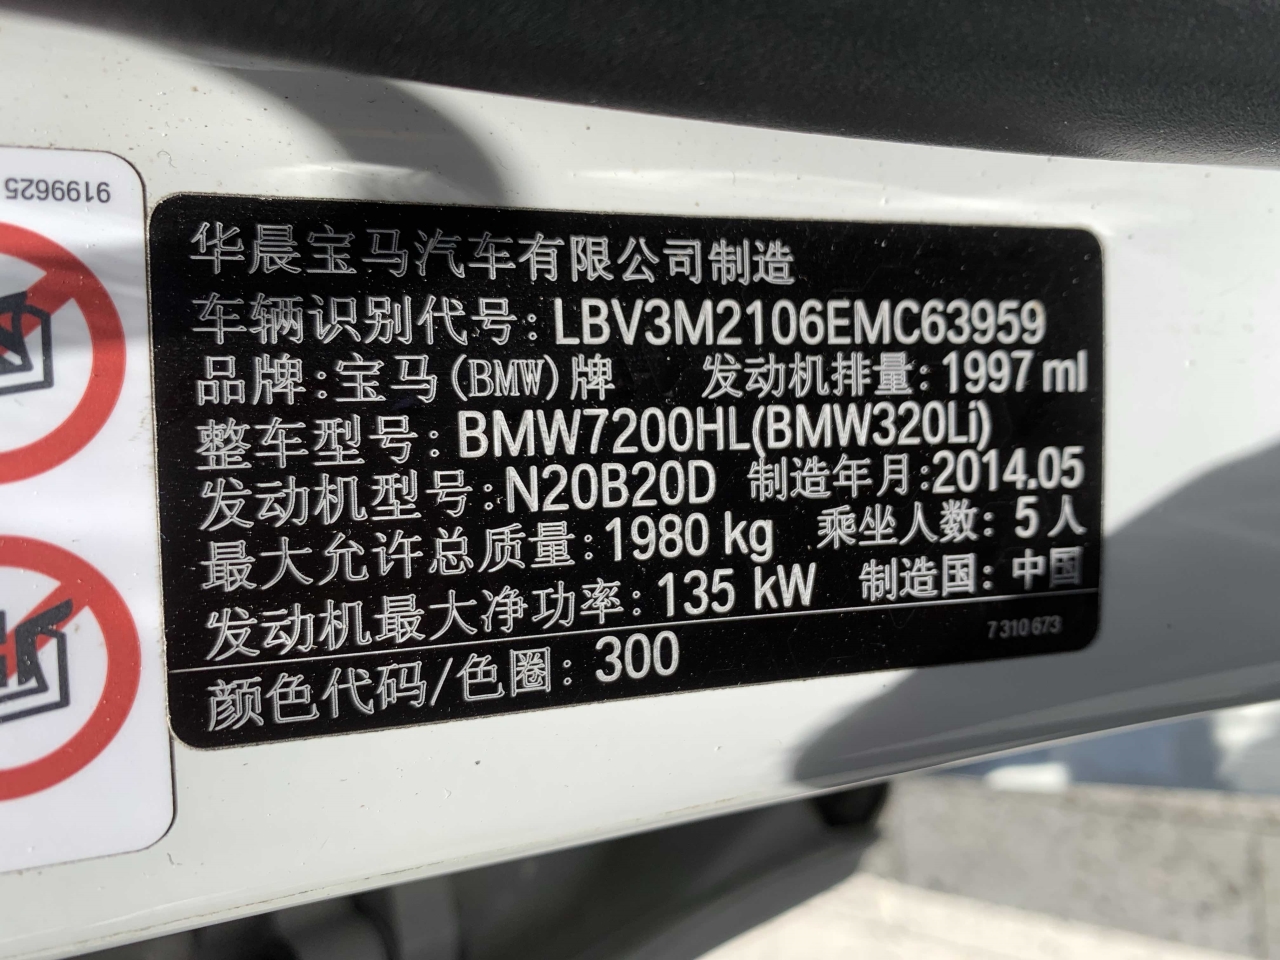 9199625
华晨宝马汽车有限公司制造
车辆识别代号: LBV3M2106EMC63959
品牌:宝马(BMW)牌 发动机排量: 1997 ml
整车型号: BMW7200HL(BMW320Li)
发动机型号: N20B20D 制造年月:2014.05
最大允许总质量: 1980 kg 乘坐人数: 5 人
发动机最大净功率: 135 kW 制造国: 中国
7 310 673
颜色代码/色圈: 300